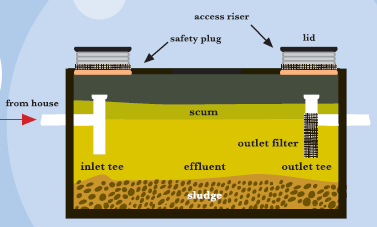 access riser
safety plug
lid
from house
scum
outlet filter
inlet tee
effluent
outlet tee
sludge